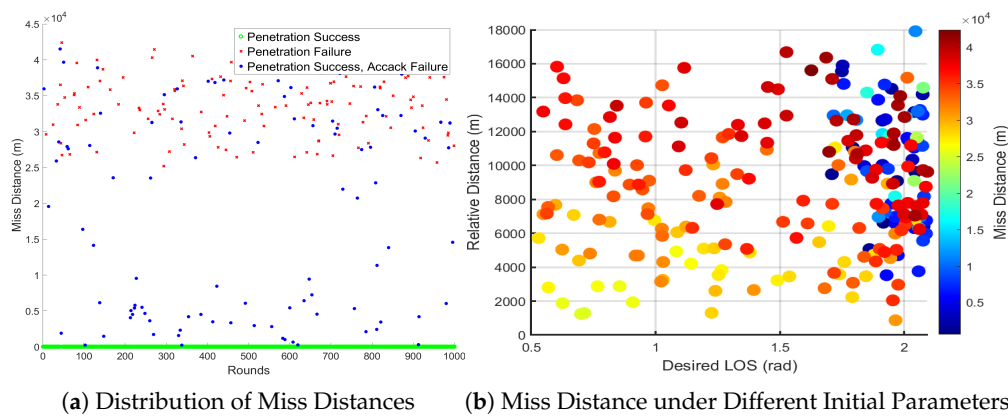 ×10⁴
4.5
4
3.5
3
2.5
2
1.5
1
0.5
0
0 100 200 300 400 500 600 700 800 900 1000
Miss Distance (m)
Rounds
Penetration Success
Penetration Failure
Penetration Success, Accack Failure
(a) Distribution of Miss Distances
18000
16000
14000
12000
10000
8000
6000
4000
2000
0
0.5 1 1.5 2
Relative Distance (m)
Desired LOS (rad)
×10⁴
4
3.5
3
2.5
2
1.5
1
0.5
Miss Distance (m)
(b) Miss Distance under Different Initial Parameters